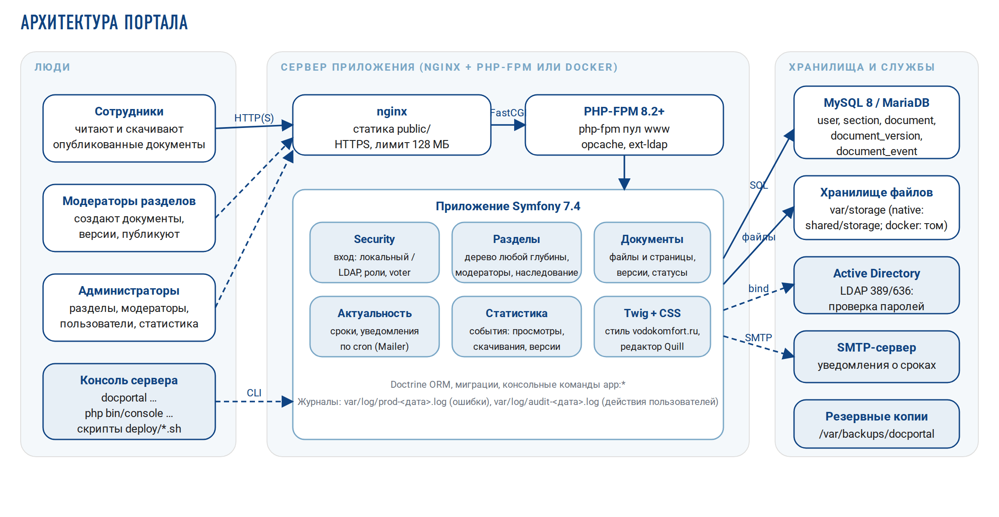 АРХИТЕКТУРА ПОРТАЛА
ЛЮДИ
Сотрудники
читают и скачивают
опубликованные документы
Модераторы разделов
создают документы,
версии, публикуют
Администраторы
разделы, модераторы,
пользователи, статистика
Консоль сервера
docportal ...
php bin/console ...
скрипты deploy/*.sh
HTTP(S)
CLI
СЕРВЕР ПРИЛОЖЕНИЯ (NGINX + PHP-FPM ИЛИ DOCKER)
nginx
статика public/
HTTPS, лимит 128 МБ
FastCGI
PHP-FPM 8.2+
php-fpm пул www
opcache, ext-ldap
Приложение Symfony 7.4
Security
вход: локальный /
LDAP, роли, voter
Разделы
дерево любой глубины,
модераторы, наследование
Документы
файлы и страницы,
версии, статусы
Актуальность
сроки, уведомления
по cron (Mailer)
Статистика
события: просмотры,
скачивания, версии
Twig + CSS
стиль vodokomfort.ru,
редактор Quill
Doctrine ORM, миграции, консольные команды app:*
Журналы: var/log/prod-<дата>.log (ошибки), var/log/audit-<дата>.log (действия пользователей)
SQL
файлы
bind
SMTP
ХРАНИЛИЩА И СЛУЖБЫ
MySQL 8 / MariaDB
user, section, document,
document_version,
document_event
Хранилище файлов
var/storage (native:
shared/storage; docker: том)
Active Directory
LDAP 389/636:
проверка паролей
SMTP-сервер
уведомления о сроках
Резервные копии
/var/backups/docportal